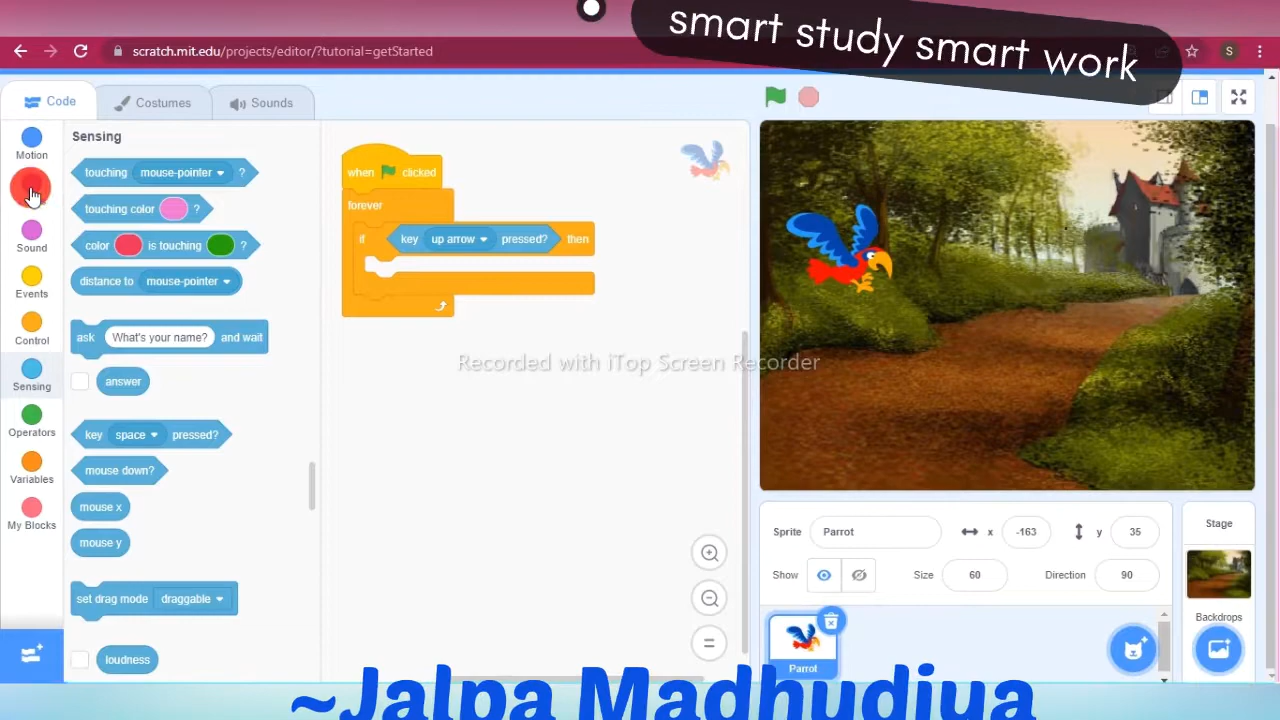 smart study smart work
scratch.mit.edu/projects/editor/?tutorial=getStarted
S
Code
Costumes
Sounds
Motion
Sound
Events
Control
Sensing
Operators
Variables
My Blocks
Sensing
touching mouse-pointer ?
touching color ?
color is touching ?
distance to mouse-pointer
ask What's your name? and wait
answer
key space pressed?
mouse down?
mouse x
mouse y
set drag mode draggable
loudness
when clicked
forever
if key up arrow pressed? then
Recorded with iTop Screen Recorder
Sprite Parrot x -163 y 35
Show Size 60 Direction 90
Parrot
Stage
Backdrops
~Jalpa Madhudiya